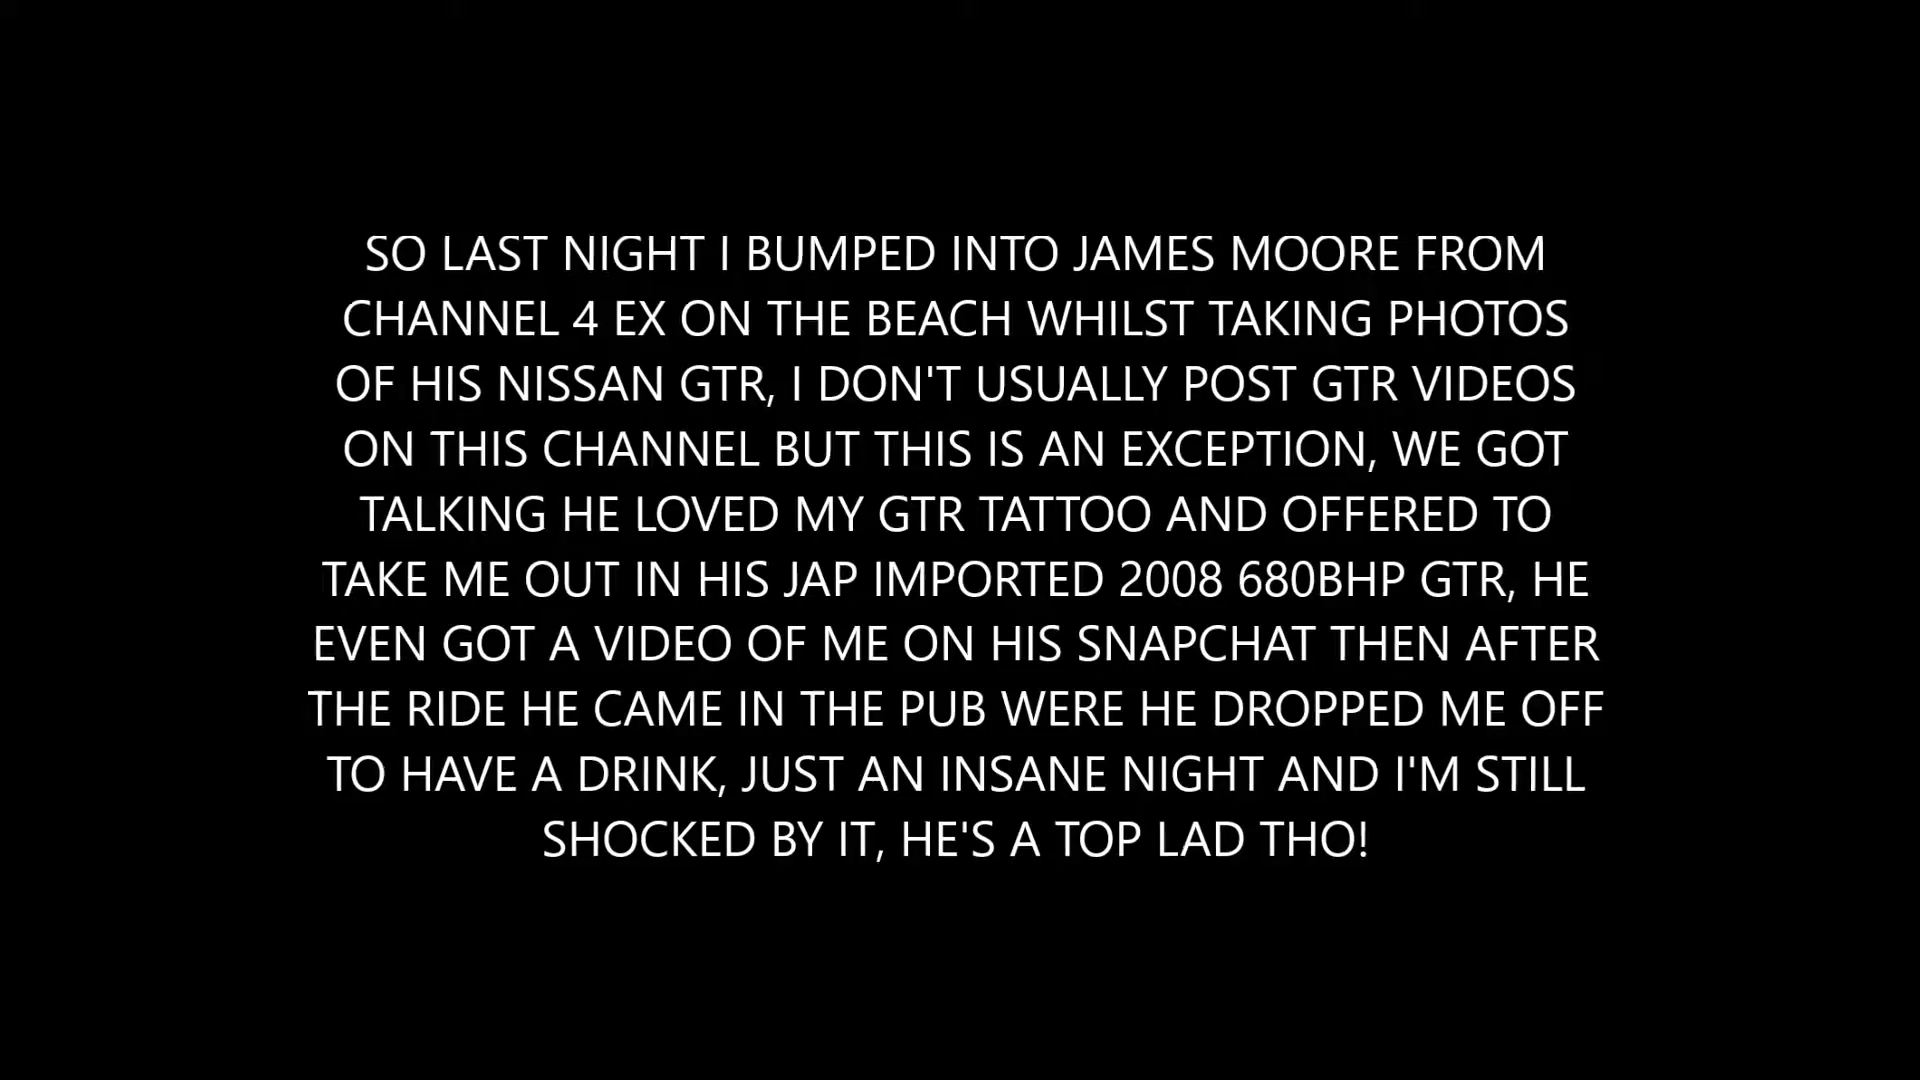 SO LAST NIGHT I BUMPED INTO JAMES MOORE FROM
CHANNEL 4 EX ON THE BEACH WHILST TAKING PHOTOS
OF HIS NISSAN GTR, I DON'T USUALLY POST GTR VIDEOS
ON THIS CHANNEL BUT THIS IS AN EXCEPTION, WE GOT
TALKING HE LOVED MY GTR TATTOO AND OFFERED TO
TAKE ME OUT IN HIS JAP IMPORTED 2008 680BHP GTR, HE
EVEN GOT A VIDEO OF ME ON HIS SNAPCHAT THEN AFTER
THE RIDE HE CAME IN THE PUB WERE HE DROPPED ME OFF
TO HAVE A DRINK, JUST AN INSANE NIGHT AND I'M STILL
SHOCKED BY IT, HE'S A TOP LAD THO!